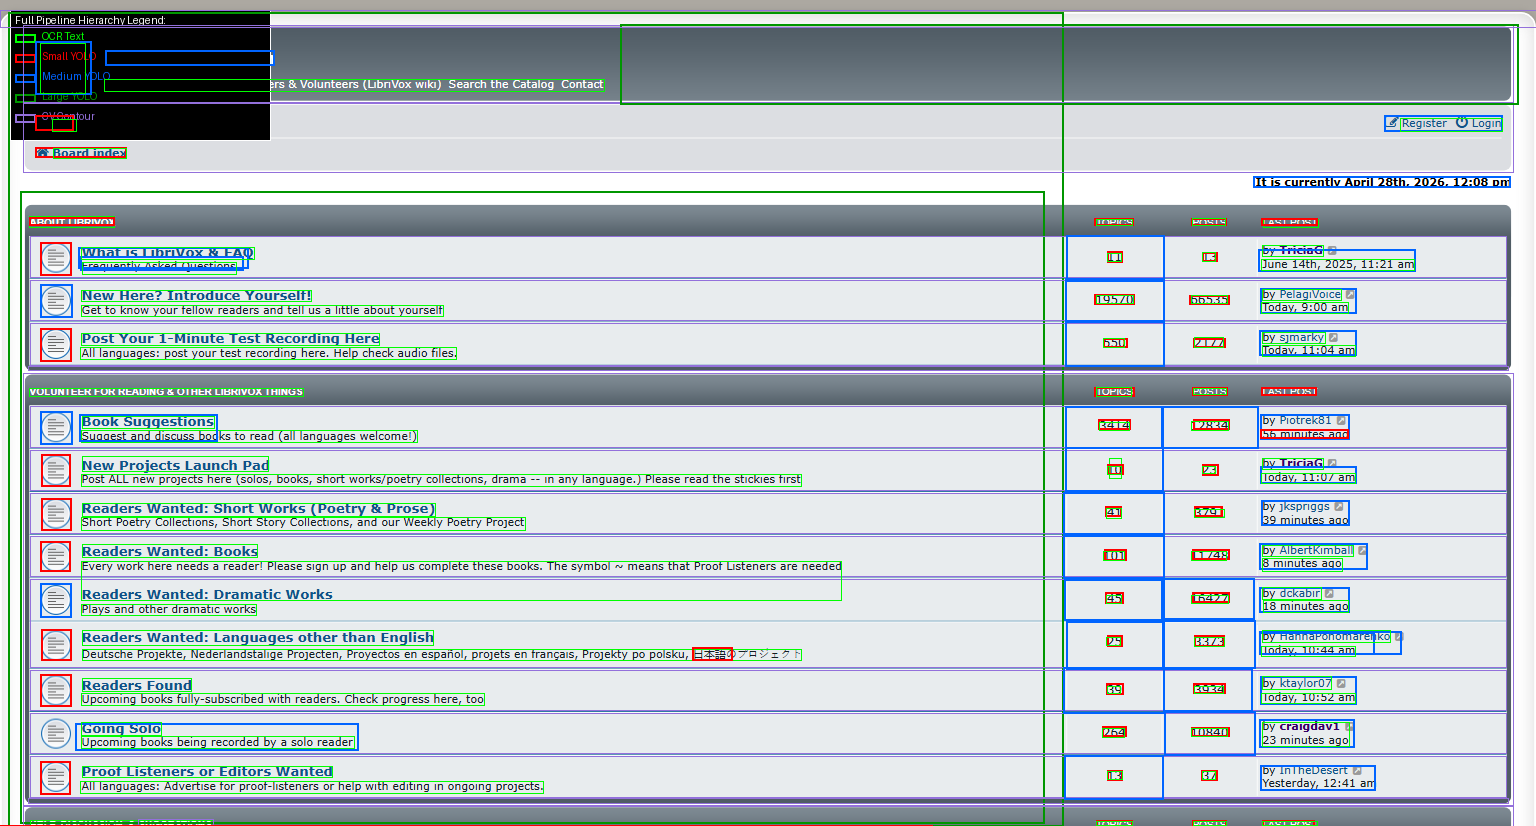 Full Pipeline Hierarchy Legend:
OCR Text
Small YOLO
Medium YOLO
Large YOLO
CV Contour
rs & Volunteers (LibriVox wiki) Search the Catalog Contact
Register Login
Board index
It is currently April 28th, 2026, 12:08 pm
ABOUT LIBRIVOX TOPICS POSTS LAST POST
What is LibriVox & FAQ
Frequently Asked Questions
11 13
by TriciaG
June 14th, 2025, 11:21 am
New Here? Introduce Yourself!
Get to know your fellow readers and tell us a little about yourself
19570 66535
by PelagiVoice
Today, 9:00 am
Post Your 1-Minute Test Recording Here
All languages: post your test recording here. Help check audio files.
650 2177
by sjmarky
Today, 11:04 am
VOLUNTEER FOR READING & OTHER LIBRIVOX THINGS TOPICS POSTS LAST POST
Book Suggestions
Suggest and discuss books to read (all languages welcome!)
3414 12834
by Piotrek81
56 minutes ago
New Projects Launch Pad
Post ALL new projects here (solos, books, short works/poetry collections, drama -- in any language.) Please read the stickies first
10 23
by TriciaG
Today, 11:07 am
Readers Wanted: Short Works (Poetry & Prose)
Short Poetry Collections, Short Story Collections, and our Weekly Poetry Project
41 3791
by jkspriggs
39 minutes ago
Readers Wanted: Books
Every work here needs a reader! Please sign up and help us complete these books. The symbol ~ means that Proof Listeners are needed
101 11748
by AlbertKimball
8 minutes ago
Readers Wanted: Dramatic Works
Plays and other dramatic works
45 16427
by dckabir
18 minutes ago
Readers Wanted: Languages other than English
Deutsche Projekte, Nederlandstalige Projecten, Proyectos en español, projets en français, Projekty po polsku, 日本語のプロジェクト
25 3373
by HannaPonomarenko
Today, 10:44 am
Readers Found
Upcoming books fully-subscribed with readers. Check progress here, too
39 3934
by ktaylor07
Today, 10:52 am
Going Solo
Upcoming books being recorded by a solo reader
264 10840
by craigdav1
23 minutes ago
Proof Listeners or Editors Wanted
All languages: Advertise for proof-listeners or help with editing in ongoing projects.
13 37
by InTheDesert
Yesterday, 12:41 am
TOPICS POSTS LAST POST